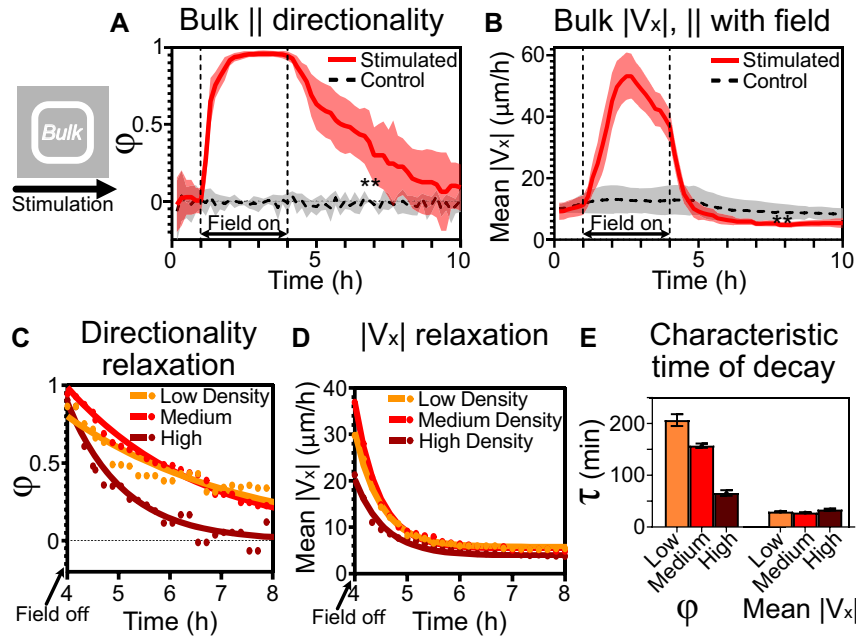 A
Bulk || directionality
Stimulated
Control
φ
1
0.5
0
**
Field on
0
5
10
Time (h)
Bulk
Stimulation
B
Bulk |Vx|, || with field
Stimulated
Control
Mean |Vx| (μm/h)
60
40
20
0
**
Field on
0
5
10
Time (h)
C
Directionality
relaxation
Low Density
Medium
High
φ
1
0.5
0
4
5
6
7
8
Field off
Time (h)
D
|Vx| relaxation
Low Density
Medium Density
High Density
Mean |Vx| (μm/h)
40
30
20
10
0
4
5
6
7
8
Field off
Time (h)
E
Characteristic
time of decay
τ (min)
200
100
0
Low
Medium
High
Low
Medium
High
φ
Mean |Vx|